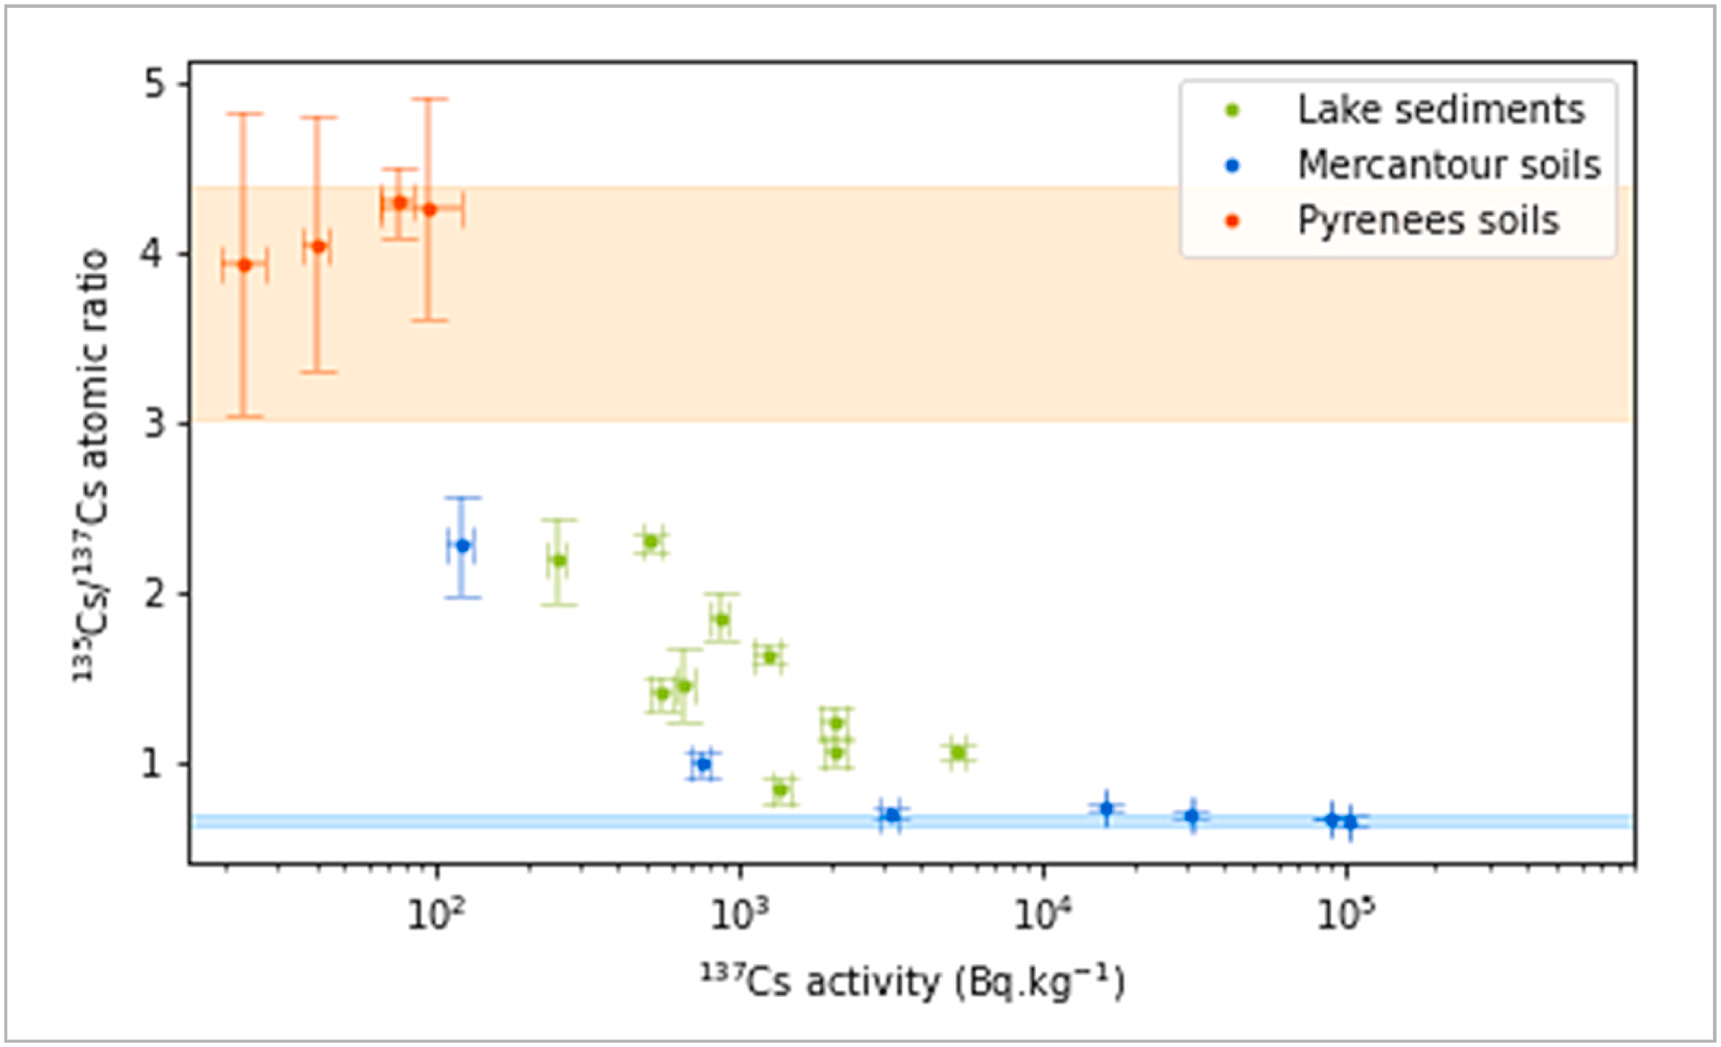 5
4
3
2
1
¹³⁵Cs/¹³⁷Cs atomic ratio
Lake sediments
Mercantour soils
Pyrenees soils
10² 10³ 10⁴ 10⁵
¹³⁷Cs activity (Bq.kg⁻¹)